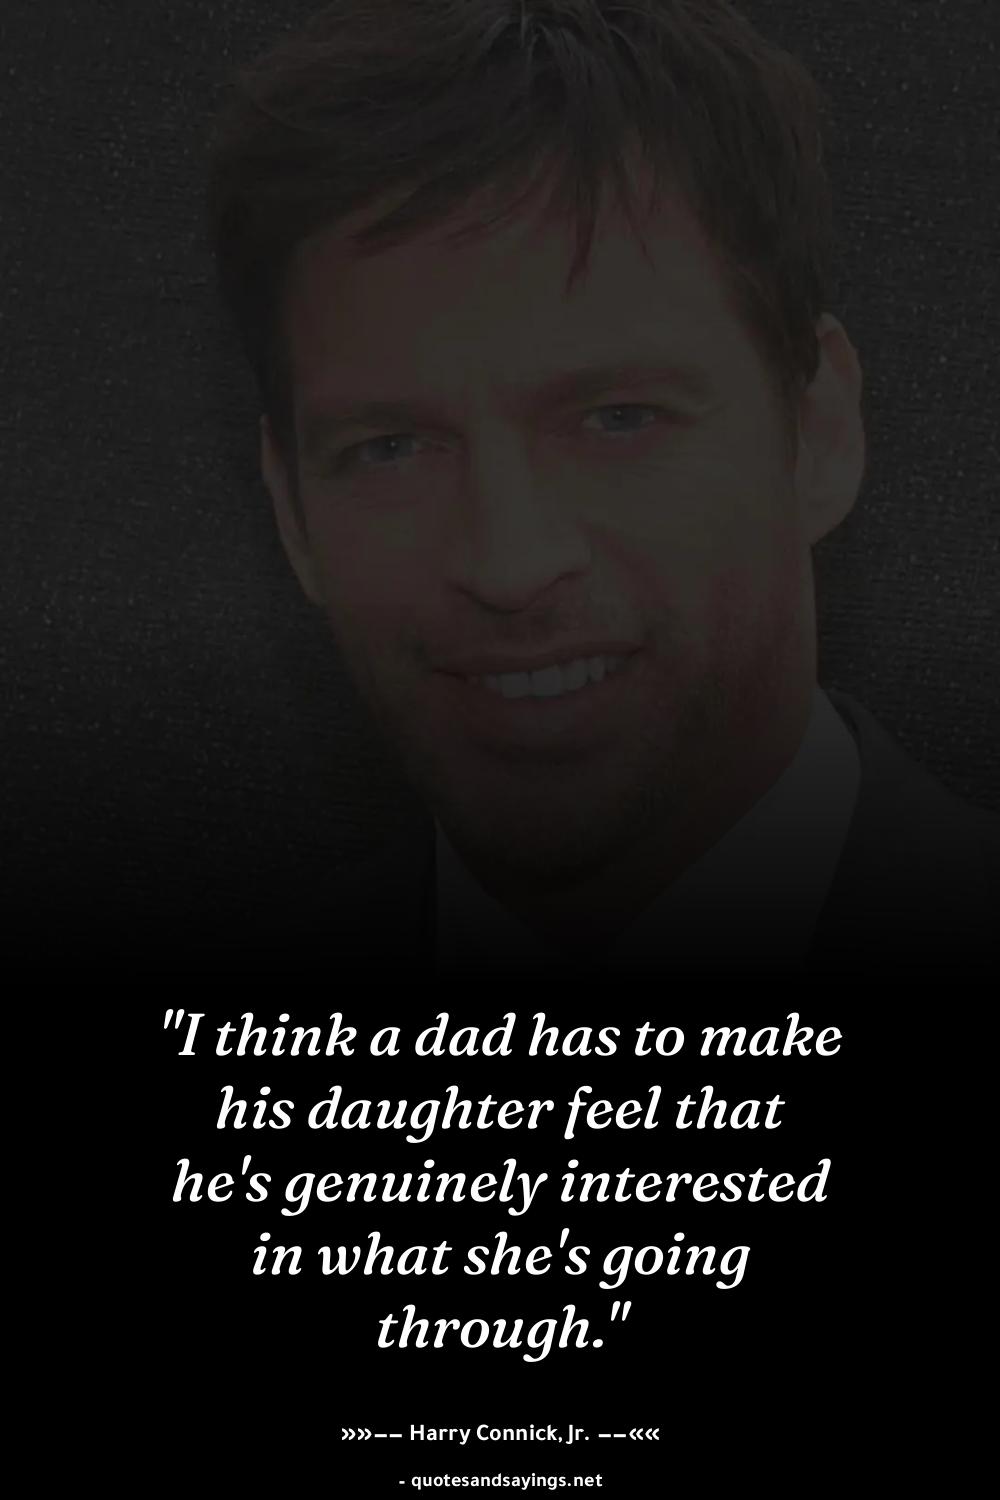 "I think a dad has to make
his daughter feel that
he's genuinely interested
in what she's going
through."
»»–– Harry Connick, Jr. ––««
- quotesandsayings.net